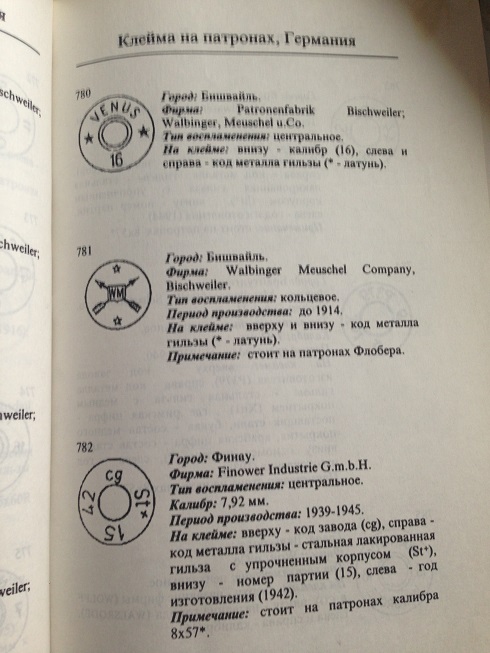 Клейма на патронах, Германия
schweiler;
schweiler;
weiler;
weiler;
780
VENUS
★ ★
16
Город: Бишвайль.
Фирма: Patronenfabrik Bischweiler;
Walbinger, Meuschel u.Co.
Тип воспламенения: центральное.
На клейме: внизу - калибр (16), слева и
справа - код металла гильзы (* - латунь).
781
WM
Город: Бишвайль.
Фирма: Walbinger Meuschel Company,
Bischweiler.
Тип воспламенения: кольцевое.
Период производства: до 1914.
На клейме: вверху и внизу - код металла
гильзы (* - латунь).
Примечание: стоит на патронах Флобера.
782
cg
St+
15
42
Город: Финау.
Фирма: Finower Industrie G.m.b.H.
Тип воспламенения: центральное.
Калибр: 7,92 мм.
Период производства: 1939-1945.
На клейме: вверху - код завода (cg), справа -
код металла гильзы - стальная лакированная
гильза с упрочненным корпусом (St⁺),
внизу - номер партии (15), слева - год
изготовления (1942).
Примечание: стоит на патронах калибра
8x57*.